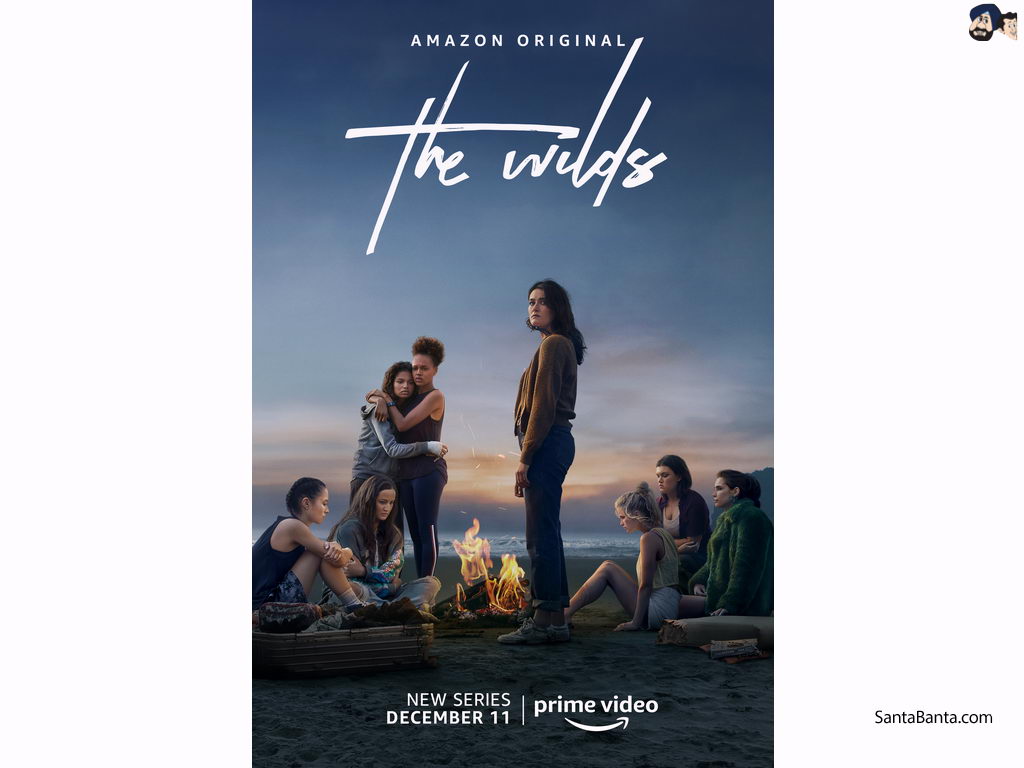 AMAZON ORIGINAL
the wilds
NEW SERIES
DECEMBER 11
prime video
SantaBanta.com